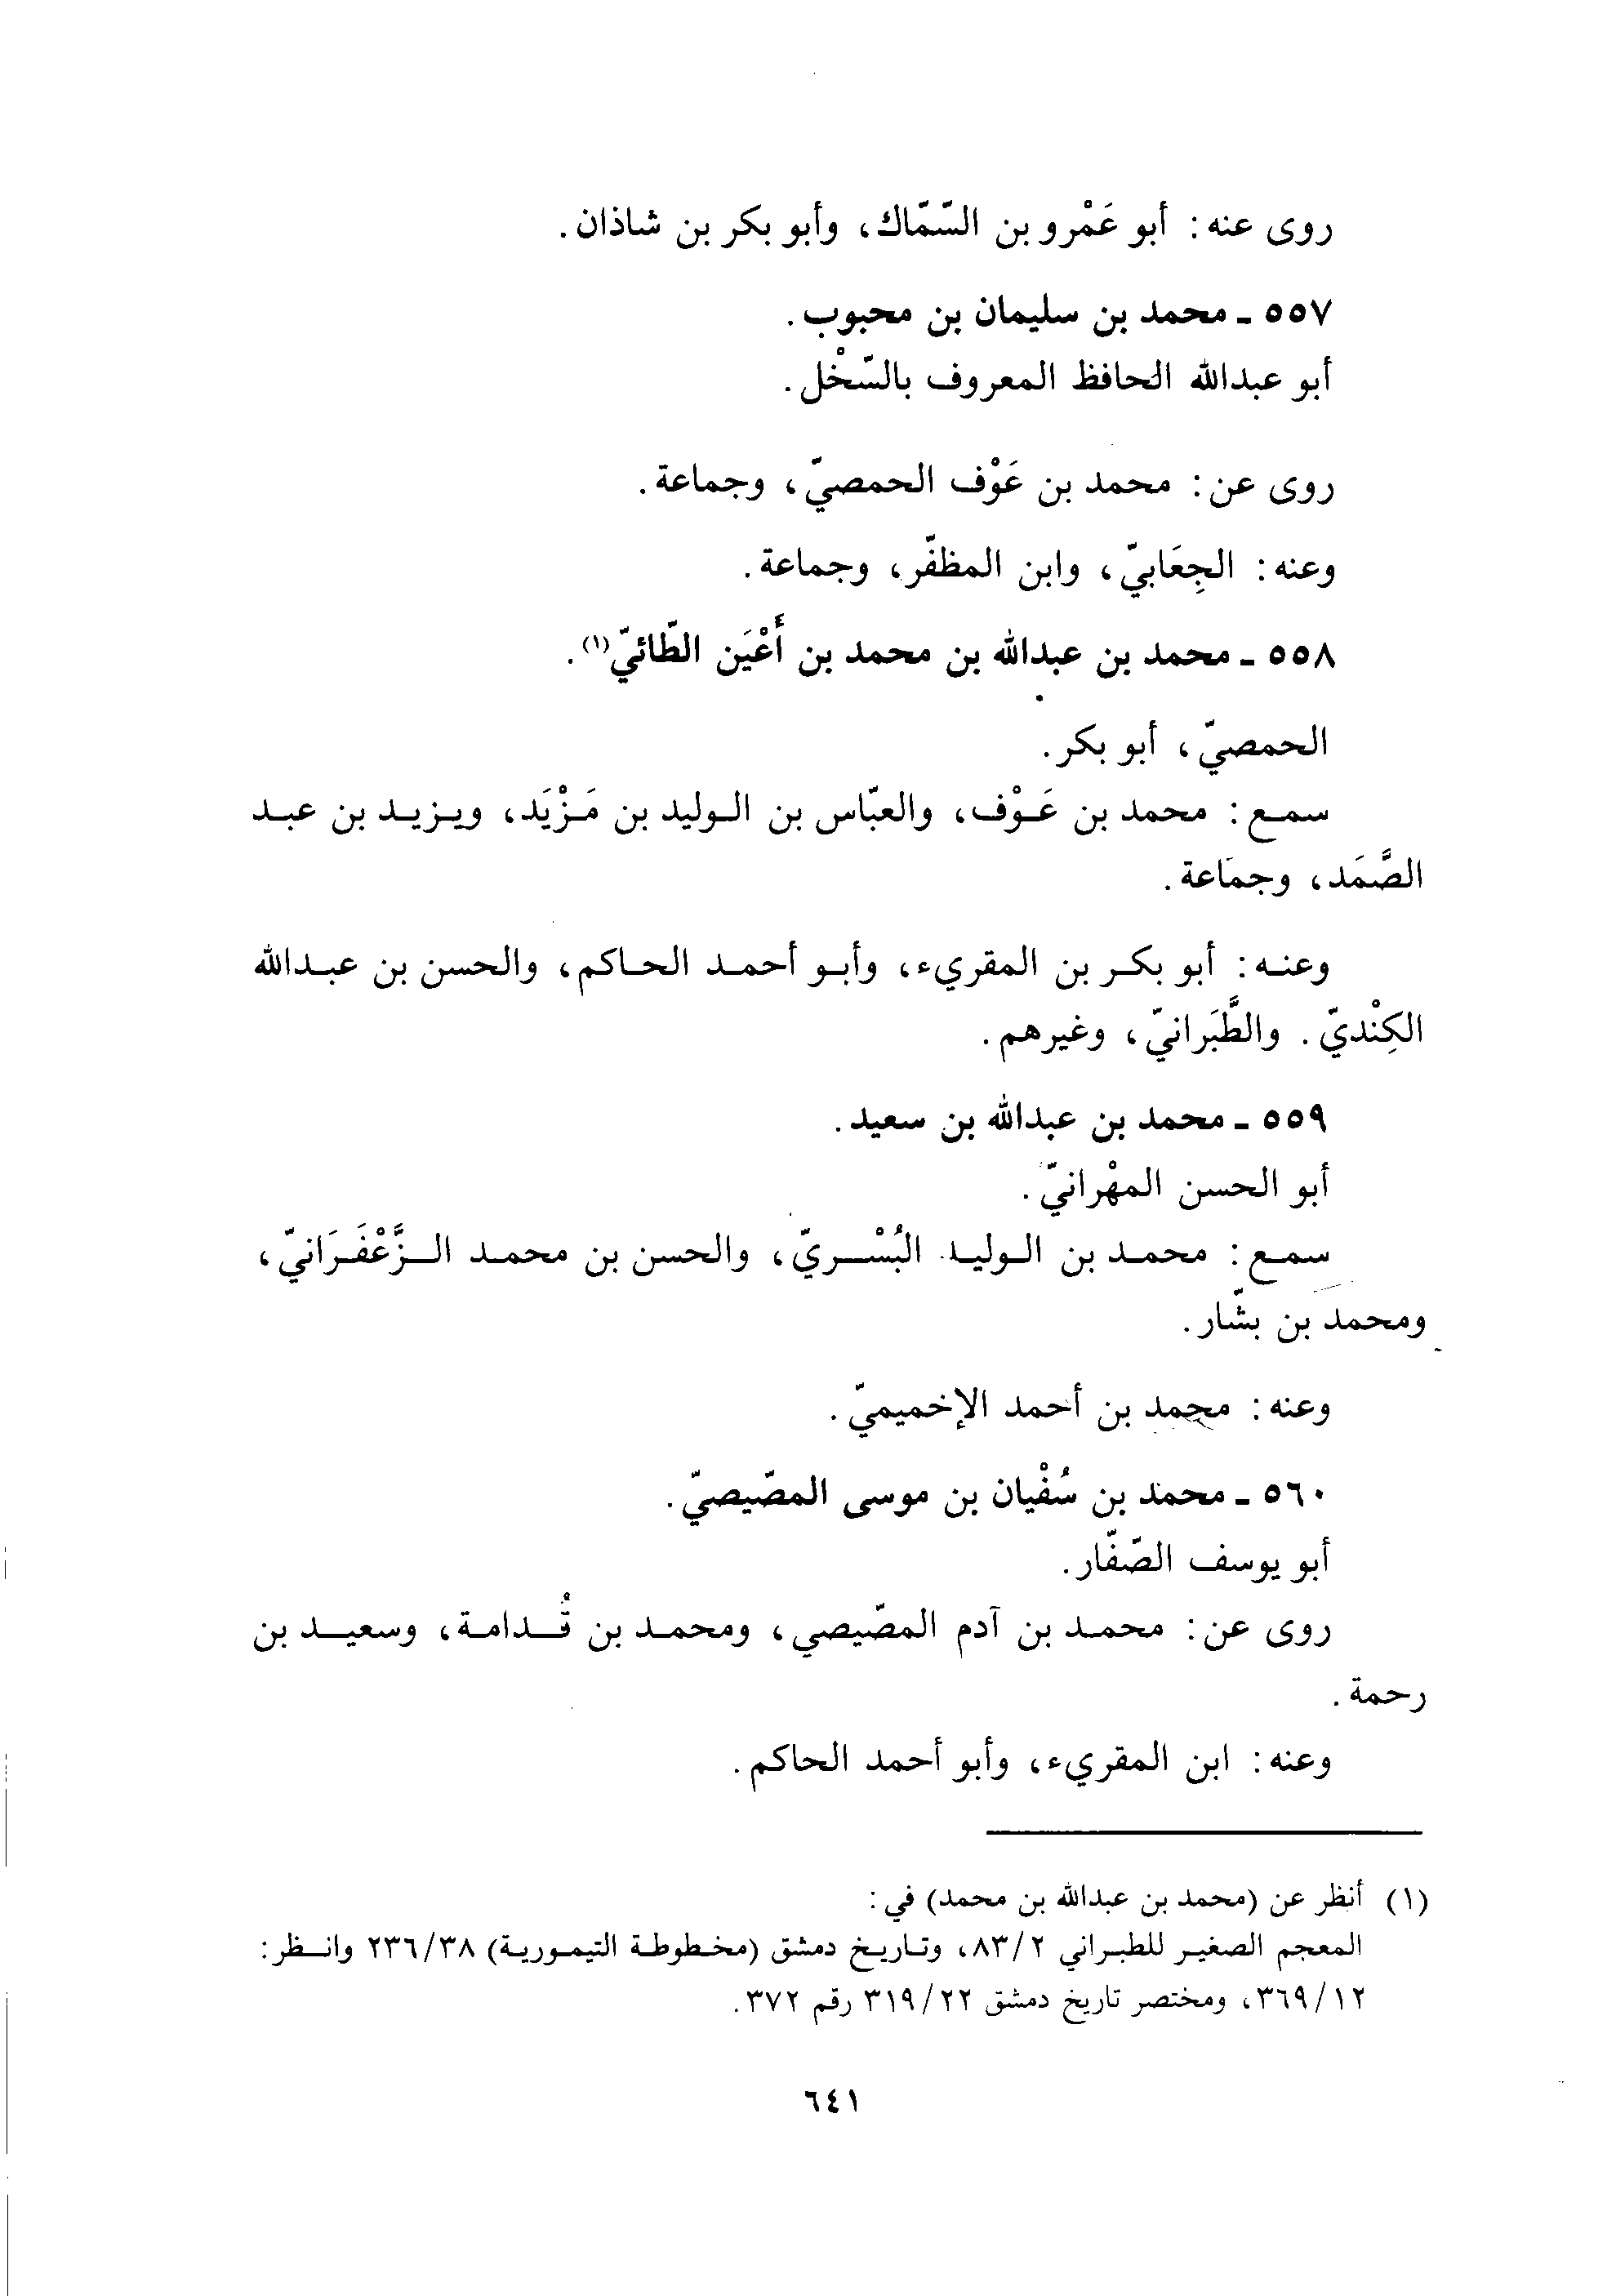 روى عنه: أبو عَمْرو بن السّمّاك، وأبو بكر بن شاذان.
٥٥٧ ـ محمد بن سليمان بن محبوب.
أبو عبدالله الحافظ المعروف بالسّخْل.
روى عن: محمد بن عَوْف الحمصيّ، وجماعة.
وعنه: الجِعَابيّ، وابن المظفّر، وجماعة.
٥٥٨ ـ محمد بن عبدالله بن محمد بن أَعْيَن الطّائيّ(١).
الحمصيّ، أبو بكر.
سمع: محمد بن عَوْف، والعبّاس بن الوليد بن مَزْيَد، ويزيد بن عبد
الصَّمَد، وجماعة.
وعنه: أبو بكر بن المقريء، وأبو أحمد الحاكم، والحسن بن عبدالله
الكِنْديّ. والطَّبَرانيّ، وغيرهم.
٥٥٩ ـ محمد بن عبدالله بن سعيد.
أبو الحسن المهْرانيّ.
سمع: محمد بن الوليد البُسْريّ، والحسن بن محمد الزَّعْفَرَانيّ،
ومحمد بن بشّار.
وعنه: محمد بن أحمد الإخميميّ.
٥٦٠ ـ محمد بن سُفْيان بن موسى المصّيصيّ.
أبو يوسف الصّفّار.
روى عن: محمد بن آدم المصّيصي، ومحمد بن قُدامة، وسعيد بن
رحمة.
وعنه: ابن المقريء، وأبو أحمد الحاكم.
(١) أنظر عن (محمد بن عبدالله بن محمد) في:
المعجم الصغير للطبراني ٨٣/٢، وتاريخ دمشق (مخطوطة التيمورية) ٢٣٦/٣٨ وانظر:
٣٦٩/١٢، ومختصر تاريخ دمشق ٣١٩/٢٢ رقم ٣٧٢.
٦٤١